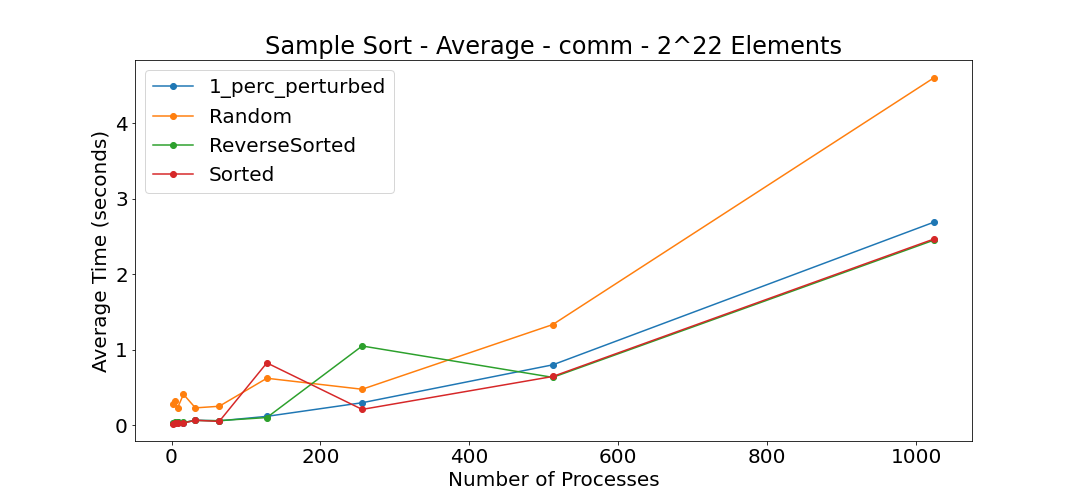 Sample Sort - Average - comm - 2^22 Elements
1_perc_perturbed
Random
ReverseSorted
Sorted
Average Time (seconds)
4
3
2
1
0
0 200 400 600 800 1000
Number of Processes